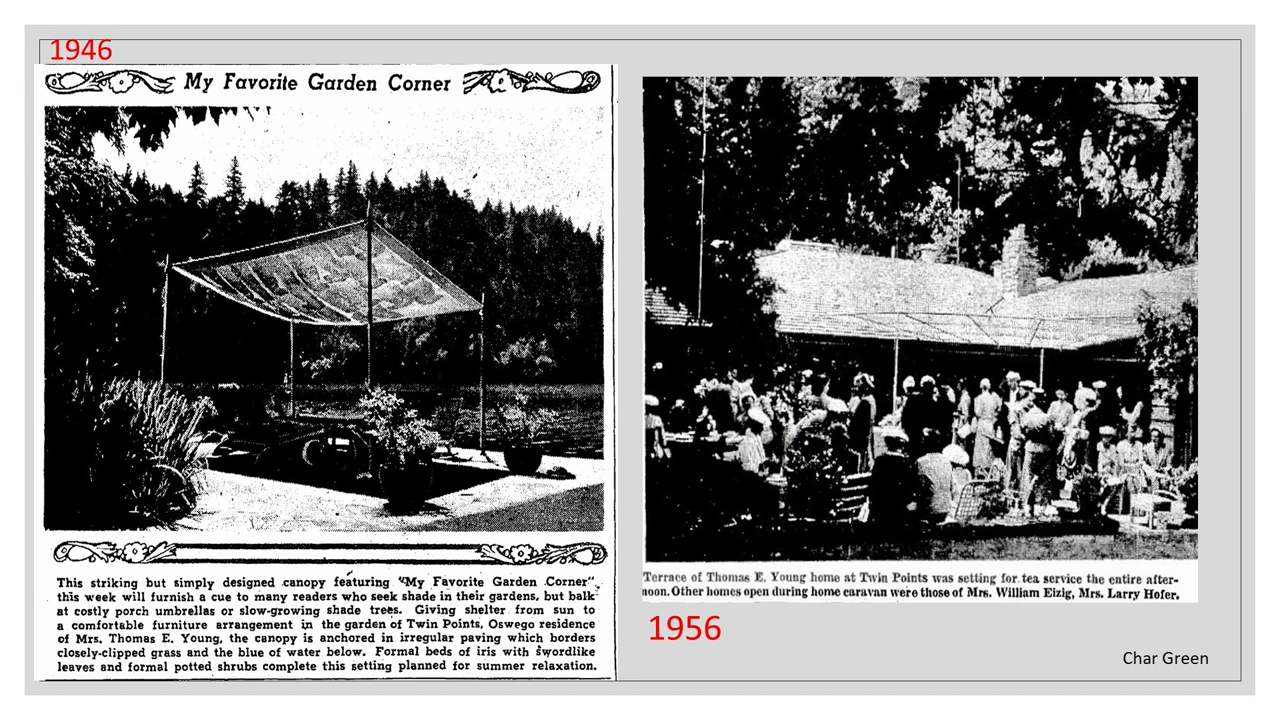 1946
My Favorite Garden Corner
This striking but simply designed canopy featuring "My Favorite Garden Corner"
this week will furnish a cue to many readers who seek shade in their gardens, but balk
at costly porch umbrellas or slow-growing shade trees. Giving shelter from sun to
a comfortable furniture arrangement in the garden of Twin Points, Oswego residence
of Mrs. Thomas E. Young, the canopy is anchored in irregular paving which borders
closely-clipped grass and the blue of water below. Formal beds of iris with swordlike
leaves and formal potted shrubs complete this setting planned for summer relaxation.
Terrace of Thomas E. Young home at Twin Points was setting for tea service the entire after-
noon. Other homes open during home caravan were those of Mrs. William Eizig, Mrs. Larry Hofer.
1956
Char Green